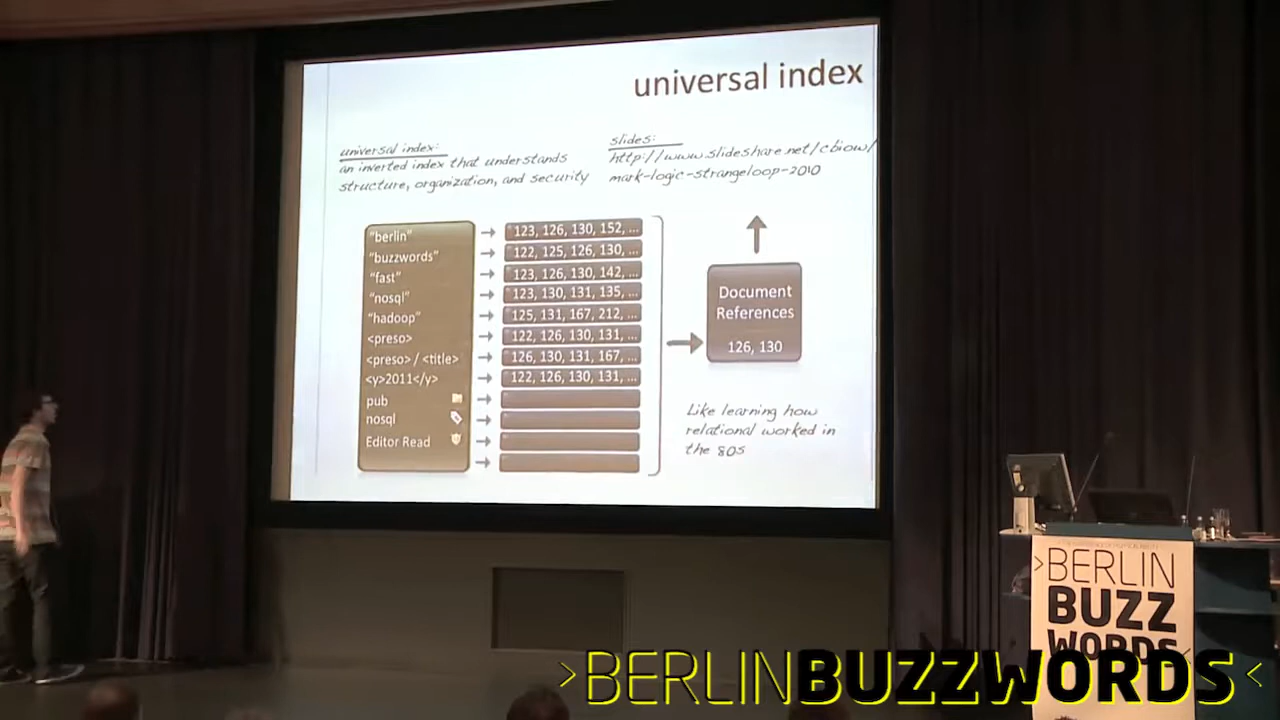 universal index
universal index:
an inverted index that understands
structure, organization, and security
slides:
http://www.slideshare.net/cbiow/
mark-logic-strangeloop-2010
"berlin"
123, 126, 130, 152, ...
"buzzwords"
122, 125, 126, 130, ...
"fast"
123, 126, 130, 142, ...
"nosql"
123, 130, 131, 135, ...
"hadoop"
125, 131, 167, 212, ...
<preso>
122, 126, 130, 131, ...
<preso> / <title>
126, 130, 131, 167, ...
<y>2011</y>
122, 126, 130, 131, ...
pub
nosql
Editor Read
Document
References
126, 130
Like learning how
relational worked in
the 80s
>BERLIN
BUZZ
WORDS
>BERLINBUZZWORDS<